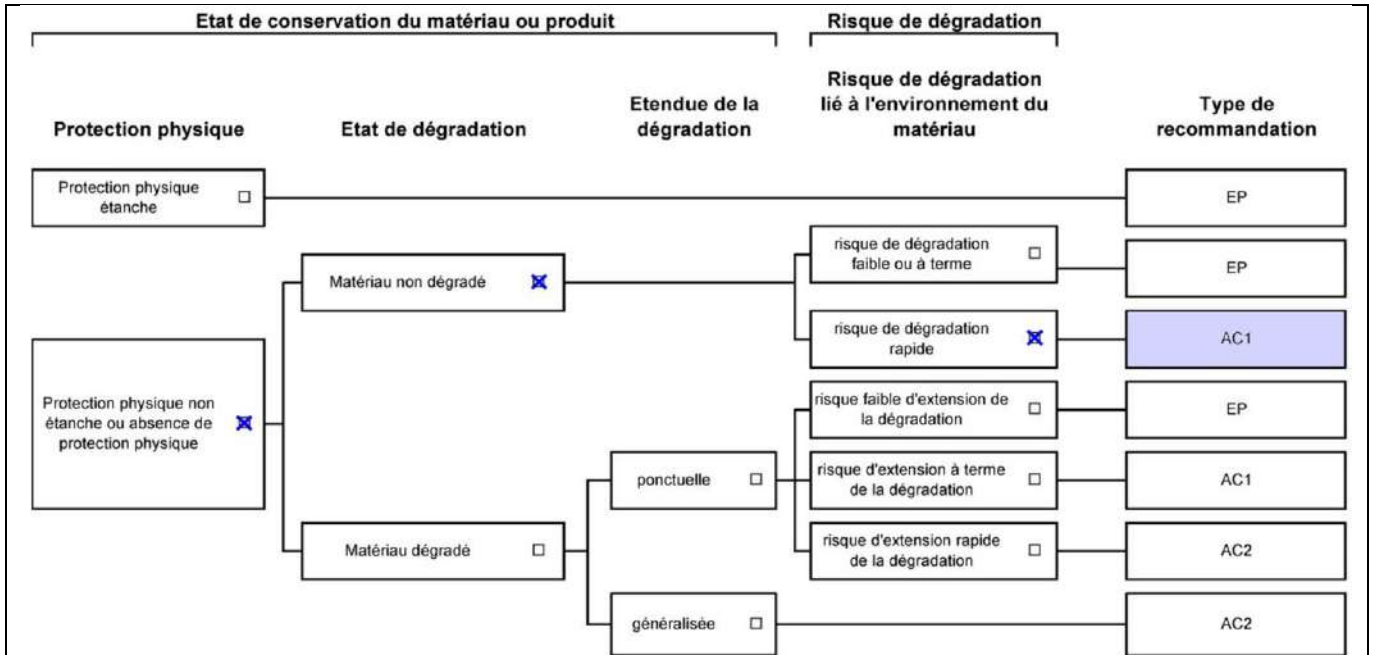 Etat de conservation du matériau ou produit
Risque de dégradation
Protection physique
Etat de dégradation
Etendue de la
dégradation
Risque de dégradation
lié à l'environnement du
matériau
Type de
recommandation
Protection physique
étanche
EP
risque de dégradation
faible ou à terme
EP
Matériau non dégradé
risque de dégradation
rapide
AC1
Protection physique non
étanche ou absence de
protection physique
risque faible d'extension de
la dégradation
EP
ponctuelle
risque d'extension à terme
de la dégradation
AC1
Matériau dégradé
risque d'extension rapide
de la dégradation
AC2
généralisée
AC2